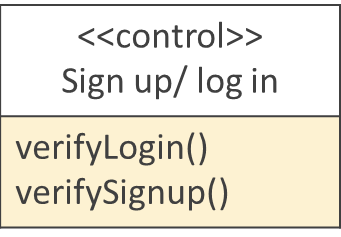 <<control>>
Sign up/ log in
verifyLogin()
verifySignup()